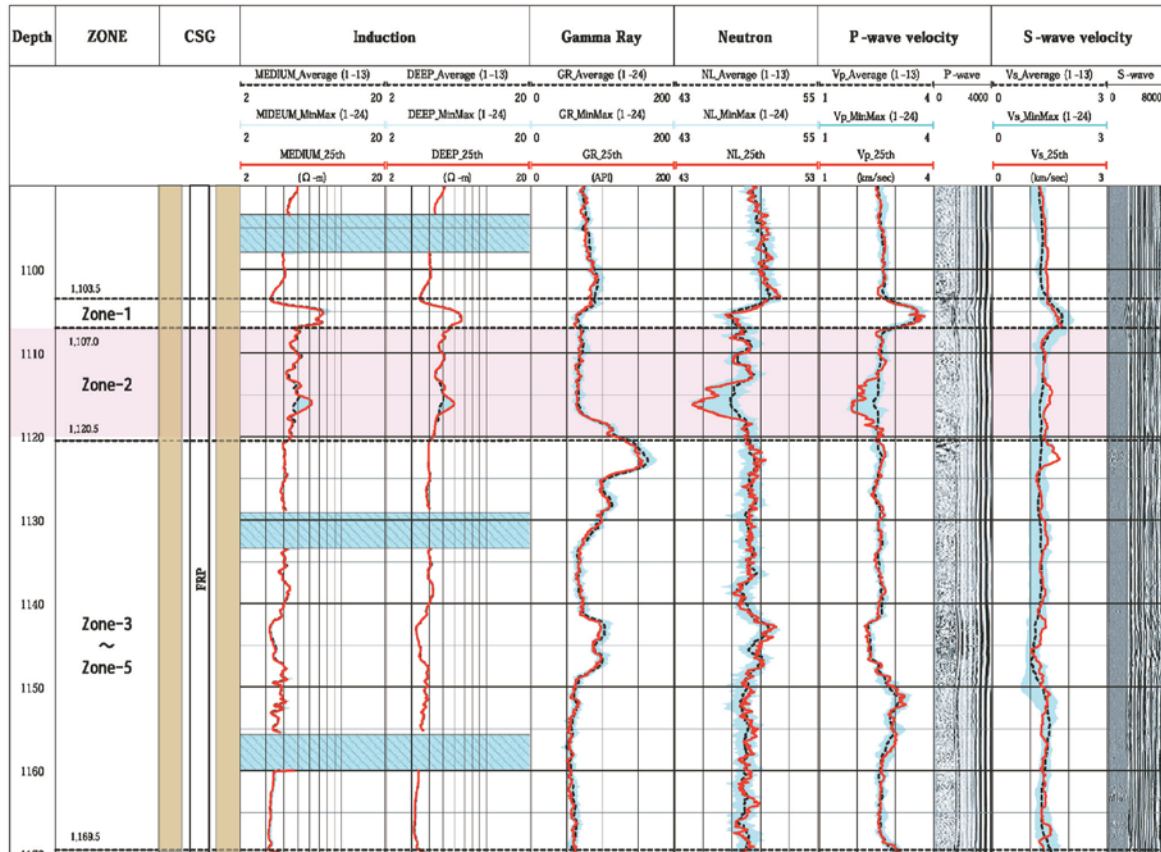 Depth ZONE CSG Induction Gamma Ray Neutron P-wave velocity S-wave velocity
MEDIUM_Average (1-13) DEEP_Average (1-13) GR_Average (1-24) NL_Average (1-13) Vp_Average (1-13) P-wave Vs_Average (1-13) S-wave
2 20 2 20 0 200 43 55 1 4 0 4000 0 3 0 8000
MIDEUM_MinMax (1-24) DEEP_MinMax (1-24) GR_MinMax (1-24) NL_MinMax (1-24) Vp_MinMax (1-24) Vs_MinMax (1-24)
2 20 2 20 0 200 43 55 1 4 0 3
MEDIUM_25th DEEP_25th GR_25th NL_25th Vp_25th Vs_25th
2 (Ω-m) 20 2 (Ω-m) 20 0 (API) 200 43 53 1 (km/sec) 4 0 (km/sec) 3
1100
1,103.5
Zone-1
1,107.0
1110
Zone-2
1,120.5
1120
1130
FRP
1140
Zone-3
~
Zone-5
1150
1160
1,169.5
1170